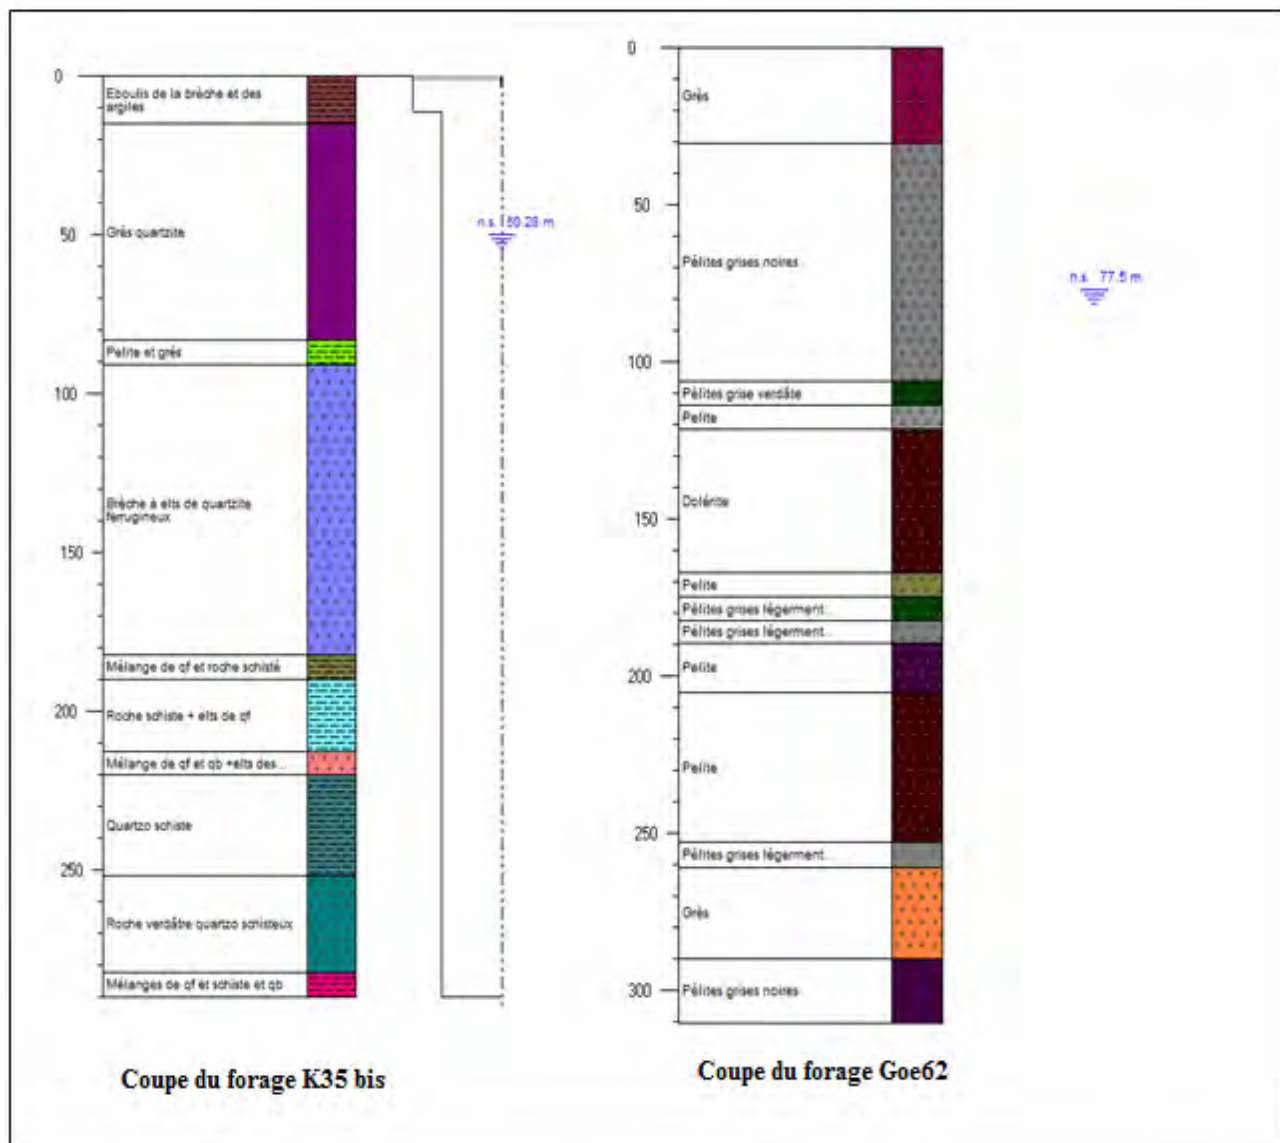 0
Eboulis de la brèche et des
argiles
Grès quartzite
50
n.s. 50.28 m
Pelite et grés
100
Brèche à elts de quartzite
ferrugineux
150
Mélange de qf et roche schisté
200
Roche schiste + elts de qf
Mélange de qf et qb +elts des...
Quartzo schiste
250
Roche verdâtre quartzo schisteux
Mélanges de qf et schiste et qb
Coupe du forage K35 bis
0
Grès
50
Pélites grises noires
n.s. 77.5 m
100
Pélites grise verdâte
Pelite
Dolérite
150
Pelite
Pélites grises légerment...
Pélites grises légerment...
Pelite
200
Pelite
250
Pélites grises légerment...
Grès
300
Pélites grises noires
Coupe du forage Goe62